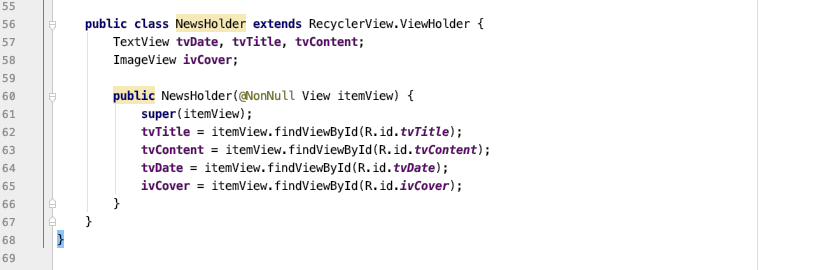 55
56 public class NewsHolder extends RecyclerView.ViewHolder {
57 TextView tvDate, tvTitle, tvContent;
58 ImageView ivCover;
59
60 public NewsHolder(@NonNull View itemView) {
61 super(itemView);
62 tvTitle = itemView.findViewById(R.id.tvTitle);
63 tvContent = itemView.findViewById(R.id.tvContent);
64 tvDate = itemView.findViewById(R.id.tvDate);
65 ivCover = itemView.findViewById(R.id.ivCover);
66 }
67 }
68 }
69